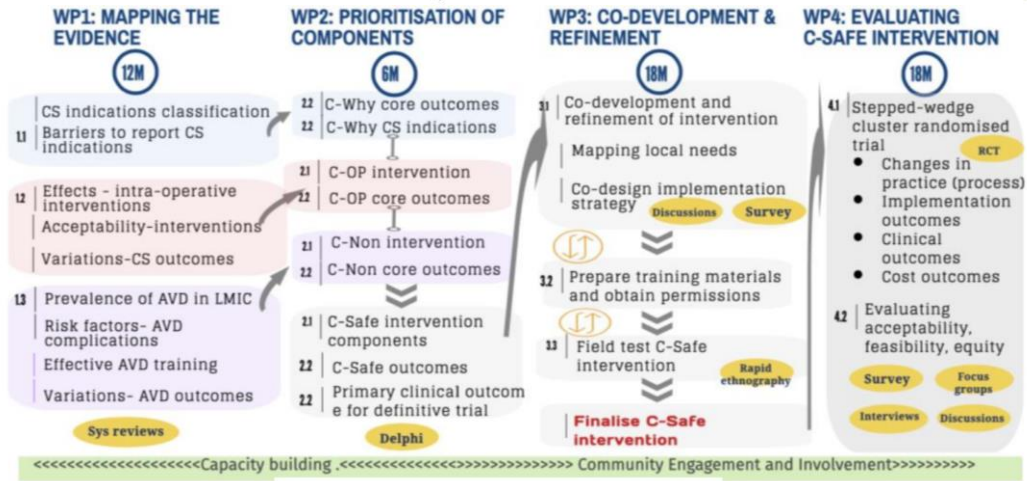 WP1: MAPPING THE
EVIDENCE
12M
CS indications classification
1.1 Barriers to report CS
indications
1.2 Effects - intra-operative
interventions
Acceptability-interventions
Variations-CS outcomes
1.3 Prevalence of AVD in LMIC
Risk factors- AVD
complications
Effective AVD training
Variations- AVD outcomes
Sys reviews
WP2: PRIORITISATION OF
COMPONENTS
6M
2.2 C-Why core outcomes
2.2 C-Why CS indications
2.1 C-OP intervention
2.2 C-OP core outcomes
2.1 C-Non intervention
2.2 C-Non core outcomes
2.1 C-Safe intervention
components
2.2 C-Safe outcomes
2.2 Primary clinical outcom
e for definitive trial
Delphi
WP3: CO-DEVELOPMENT &
REFINEMENT
18M
3.1 Co-development and
refinement of intervention
Mapping local needs
Co-design implementation
strategy
Discussions
Survey
3.2 Prepare training materials
and obtain permissions
3.3 Field test C-Safe
intervention
Rapid
ethnography
Finalise C-Safe
intervention
WP4: EVALUATING
C-SAFE INTERVENTION
18M
4.1 Stepped-wedge
cluster randomised
trial
RCT
• Changes in
practice (process)
• Implementation
outcomes
• Clinical
outcomes
• Cost outcomes
4.2 Evaluating
acceptability,
feasibility, equity
Survey
Focus
groups
Interviews
Discussions
<<<<<<<<<<<<<<<<<<<<Capacity building .<<<<<<<<<<<<<<>>>>>>>>>>>>>> Community Engagement and Involvement>>>>>>>>>>